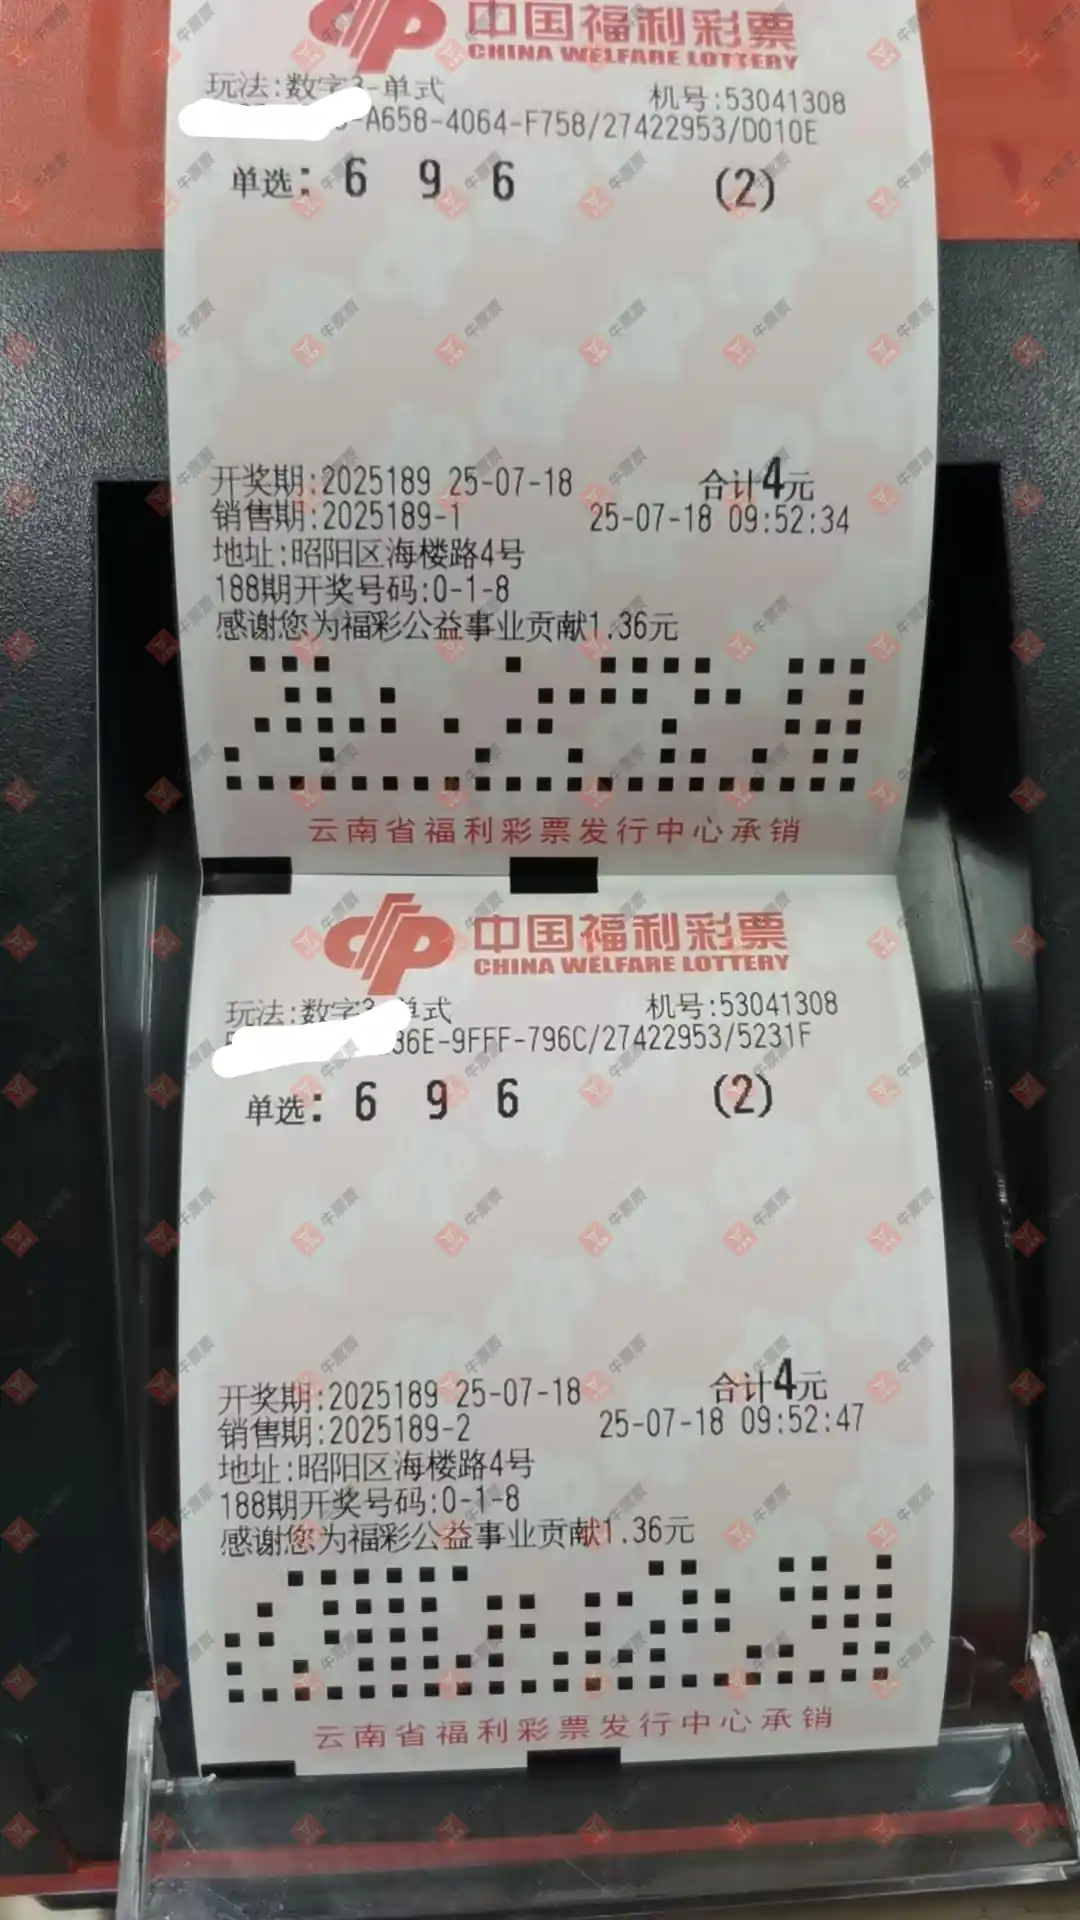 中国福利彩票
CHINA WELFARE LOTTERY
玩法:数字3-单式 机号:53041308
-A658-4064-F758/27422953/D010E
单选: 6 9 6 (2)
开奖期:2025189 25-07-18 合计4元
销售期:2025189-1 25-07-18 09:52:34
地址:昭阳区海楼路4号
188期开奖号码:0-1-8
感谢您为福彩公益事业贡献1.36元
云南省福利彩票发行中心承销
中国福利彩票
CHINA WELFARE LOTTERY
玩法:数字3-单式 机号:53041308
86E-9FFF-796C/27422953/5231F
单选: 6 9 6 (2)
开奖期:2025189 25-07-18 合计4元
销售期:2025189-2 25-07-18 09:52:47
地址:昭阳区海楼路4号
188期开奖号码:0-1-8
感谢您为福彩公益事业贡献1.36元
云南省福利彩票发行中心承销
牛票票